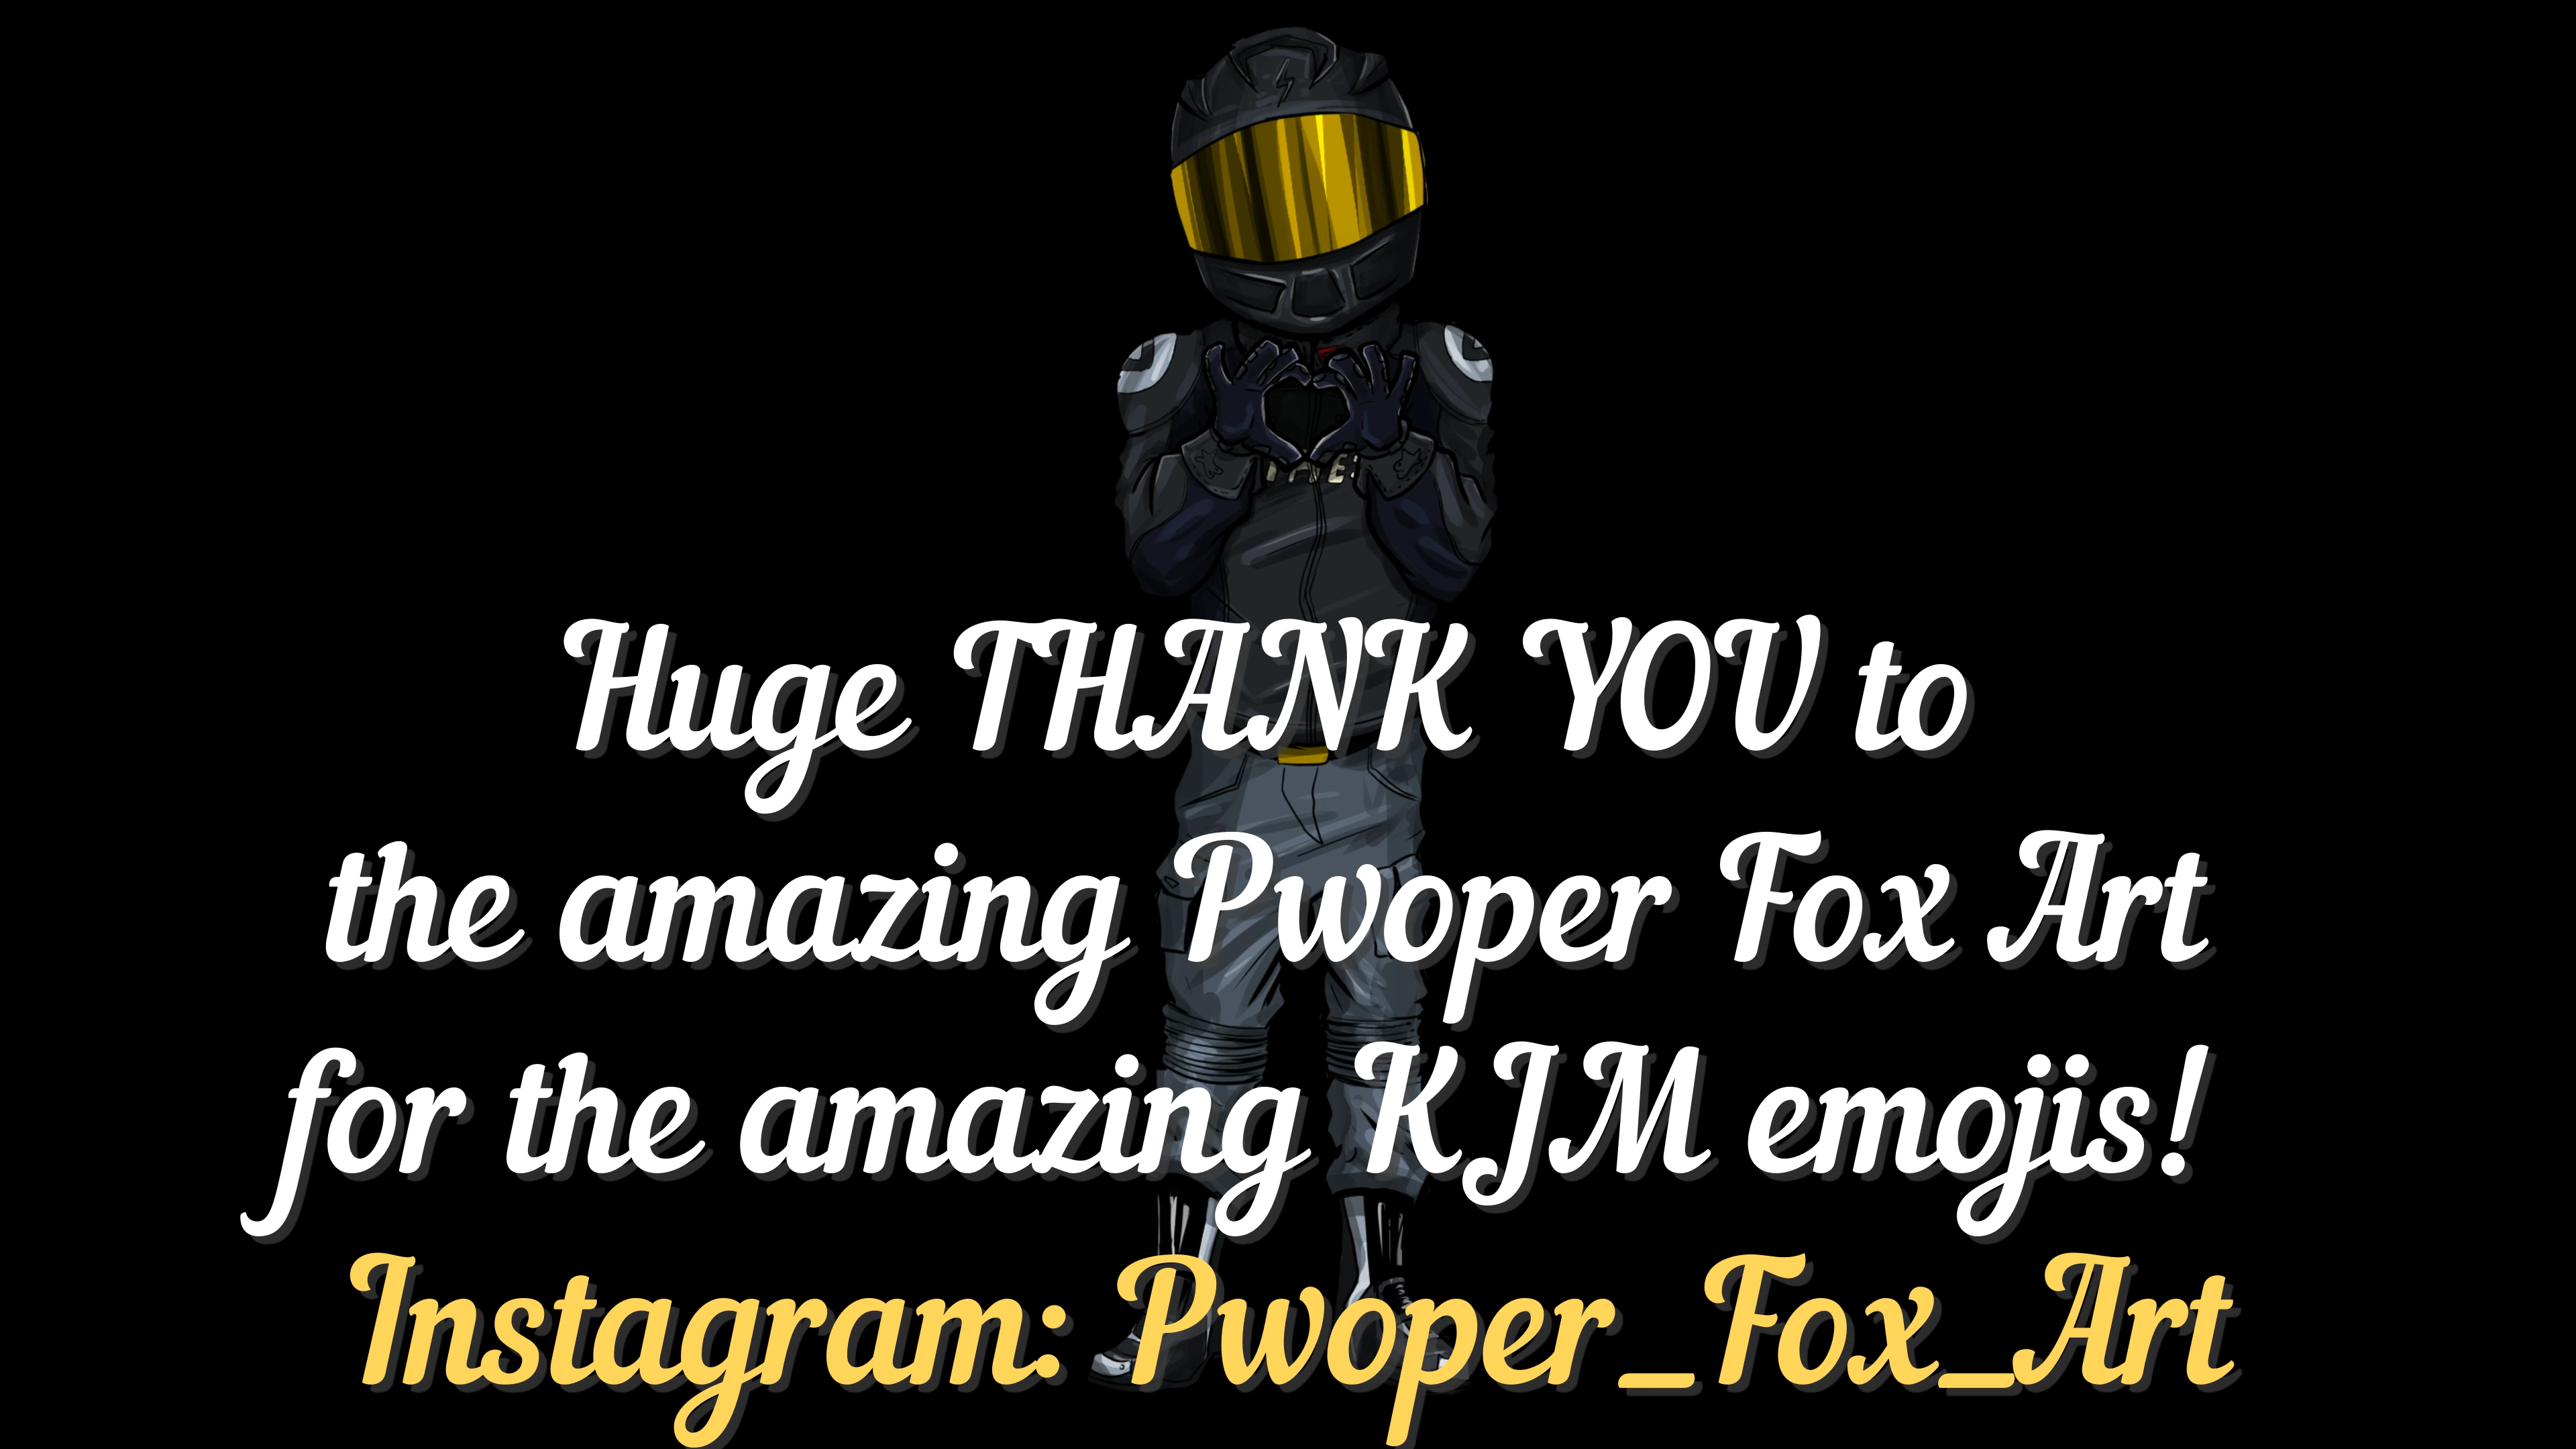 Huge THANK YOU to
the amazing Pwoper Fox Art
for the amazing KJM emojis!
Instagram: Pwoper_Fox_Art